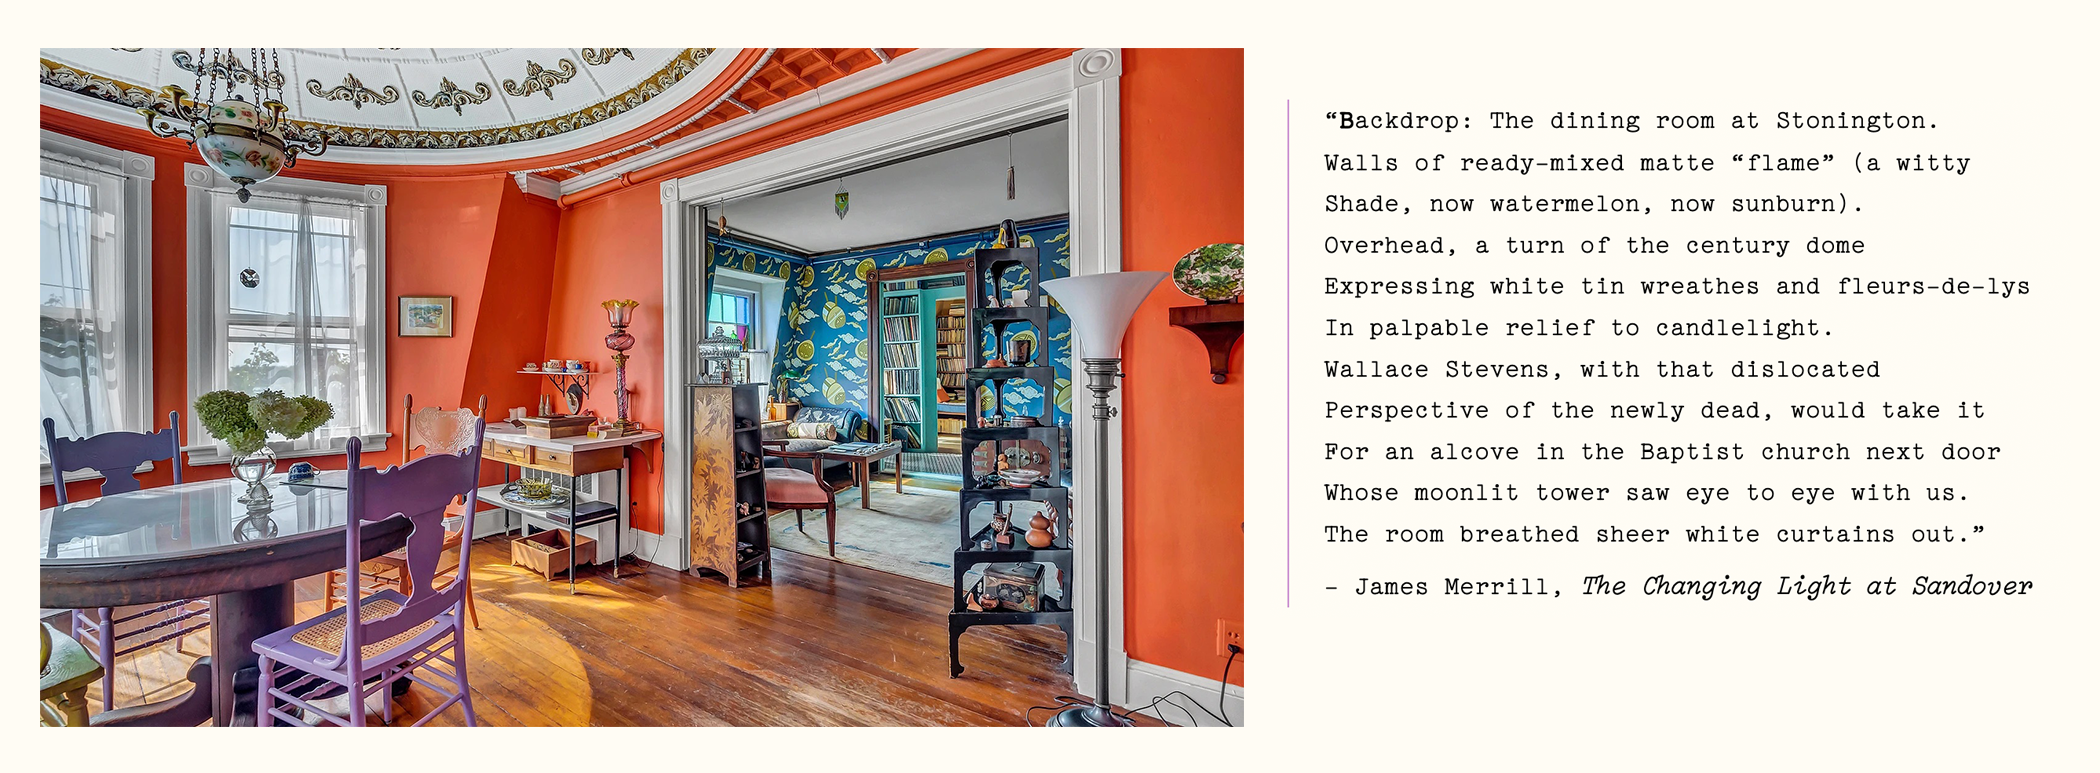 “Backdrop: The dining room at Stonington.
Walls of ready-mixed matte “flame” (a witty
Shade, now watermelon, now sunburn).
Overhead, a turn of the century dome
Expressing white tin wreathes and fleurs-de-lys
In palpable relief to candlelight.
Wallace Stevens, with that dislocated
Perspective of the newly dead, would take it
For an alcove in the Baptist church next door
Whose moonlit tower saw eye to eye with us.
The room breathed sheer white curtains out.”
– James Merrill, The Changing Light at Sandover